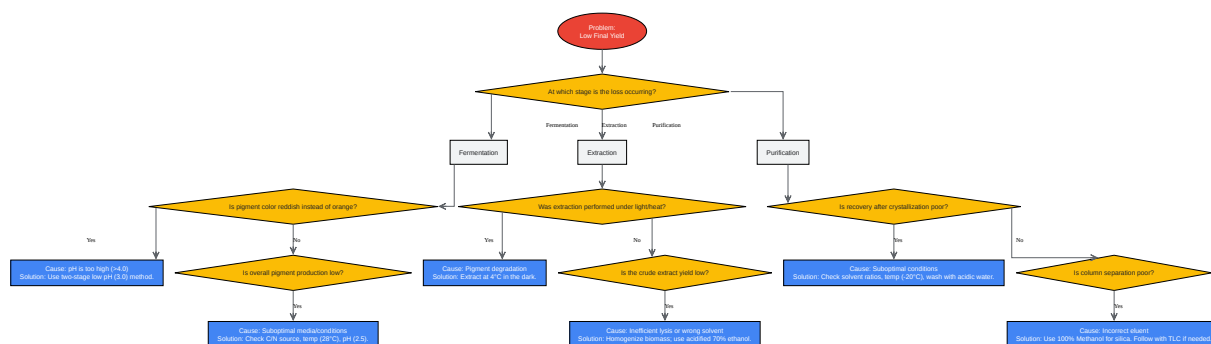 Problem:
Low Final Yield
At which stage is the loss occurring?
Fermentation
Extraction
Purification
Fermentation
Extraction
Purification
Is pigment color reddish instead of orange?
Was extraction performed under light/heat?
Is recovery after crystallization poor?
Yes
No
Yes
No
Yes
No
Cause: pH is too high (>4.0)
Solution: Use two-stage low pH (3.0) method.
Is overall pigment production low?
Cause: Pigment degradation
Solution: Extract at 4°C in the dark.
Is the crude extract yield low?
Cause: Suboptimal conditions
Solution: Check solvent ratios, temp (-20°C), wash with acidic water.
Is column separation poor?
Yes
Yes
Yes
Cause: Suboptimal media/conditions
Solution: Check C/N source, temp (28°C), pH (2.5).
Cause: Inefficient lysis or wrong solvent
Solution: Homogenize biomass; use acidified 70% ethanol.
Cause: Incorrect eluent
Solution: Use 100% Methanol for silica. Follow with TLC if needed.